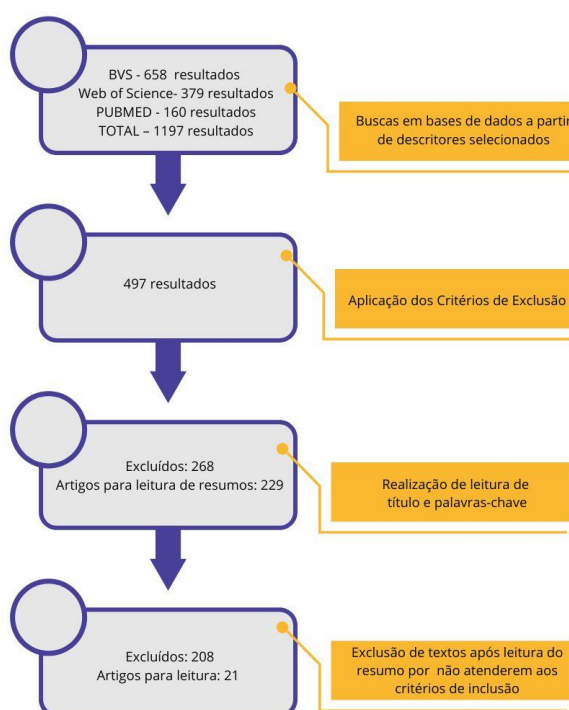 BVS - 658 resultados
Web of Science- 379 resultados
PUBMED - 160 resultados
TOTAL – 1197 resultados
Buscas em bases de dados a partir
de descritores selecionados
497 resultados
Aplicação dos Critérios de Exclusão
Excluídos: 268
Artigos para leitura de resumos: 229
Realização de leitura de
título e palavras-chave
Excluídos: 208
Artigos para leitura: 21
Exclusão de textos após leitura do
resumo por não atenderem aos
critérios de inclusão